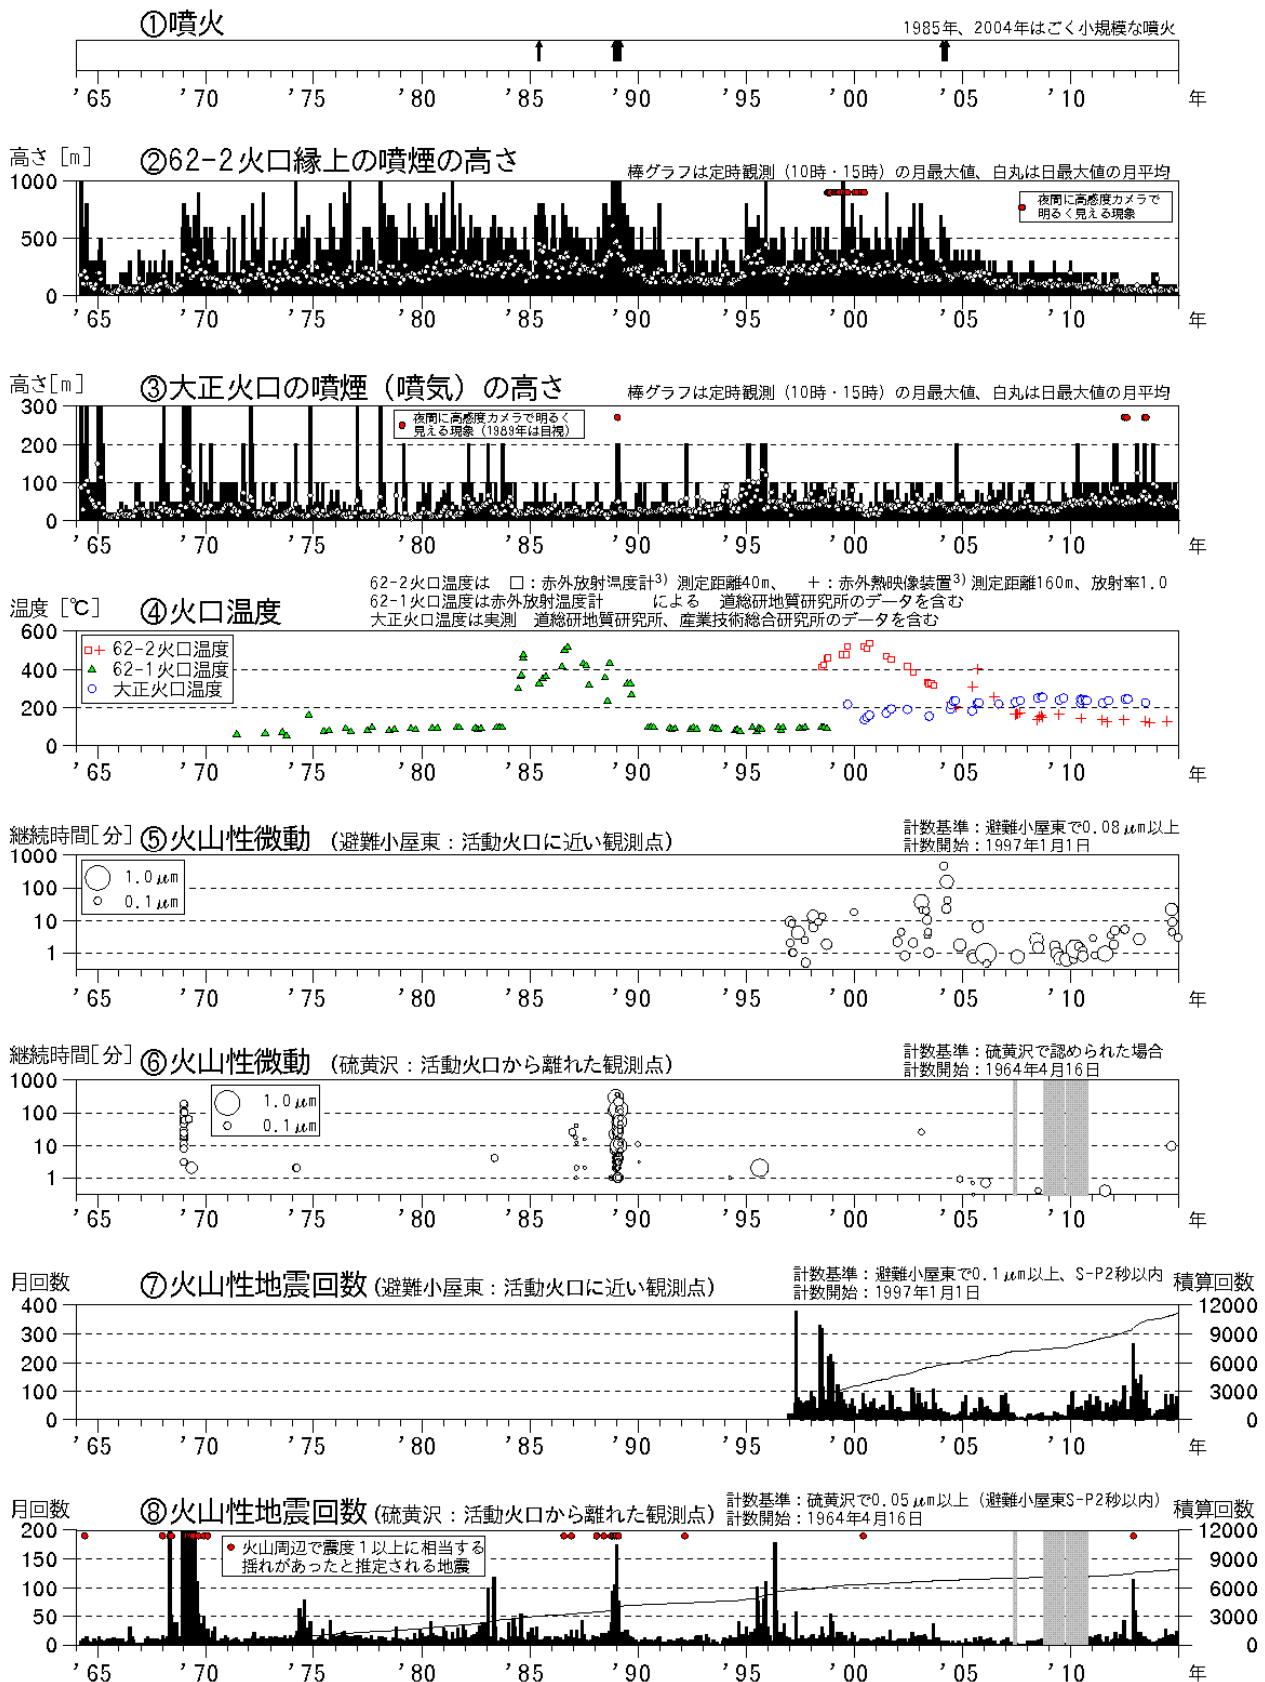 ①噴火
1985年、2004年はごく小規模な噴火
'65 '70 '75 '80 '85 '90 '95 '00 '05 '10 年
高さ [m]
②62-2火口縁上の噴煙の高さ
棒グラフは定時観測 (10時・15時) の月最大値、白丸は日最大値の月平均
1000
500
0
夜間に高感度カメラで
明るく見える現象
'65 '70 '75 '80 '85 '90 '95 '00 '05 '10 年
高さ[m]
③大正火口の噴煙（噴気）の高さ
棒グラフは定時観測 (10時・15時) の月最大値、白丸は日最大値の月平均
300
200
100
0
夜間に高感度カメラで明るく
見える現象 (1989年は目視)
'65 '70 '75 '80 '85 '90 '95 '00 '05 '10 年
62-2火口温度は □：赤外放射温度計3) 測定距離40m、 ＋：赤外熱映像装置3) 測定距離160m、放射率1.0
62-1火口温度は赤外放射温度計 による 道総研地質研究所のデータを含む
大正火口温度は実測 道総研地質研究所、産業技術総合研究所のデータを含む
温度 [℃]
④火口温度
600
400
200
0
□＋ 62-2火口温度
▲ 62-1火口温度
○ 大正火口温度
'65 '70 '75 '80 '85 '90 '95 '00 '05 '10 年
継続時間[分]
⑤火山性微動 (避難小屋東：活動火口に近い観測点)
計数基準：避難小屋東で0.08μm以上
計数開始：1997年1月1日
1000
100
10
1
1.0μm
0.1μm
'65 '70 '75 '80 '85 '90 '95 '00 '05 '10 年
継続時間[分]
⑥火山性微動 (硫黄沢：活動火口から離れた観測点)
計数基準：硫黄沢で認められた場合
計数開始：1964年4月16日
1000
100
10
1
1.0μm
0.1μm
'65 '70 '75 '80 '85 '90 '95 '00 '05 '10 年
月回数
⑦火山性地震回数 (避難小屋東：活動火口に近い観測点)
計数基準：避難小屋東で0.1μm以上、S-P2秒以内
計数開始：1997年1月1日
積算回数
400 12000
300 9000
200 6000
100 3000
0 0
'65 '70 '75 '80 '85 '90 '95 '00 '05 '10 年
月回数
⑧火山性地震回数 (硫黄沢：活動火口から離れた観測点)
計数基準：硫黄沢で0.05μm以上 (避難小屋東S-P2秒以内)
計数開始：1964年4月16日
積算回数
200 12000
150 9000
100 6000
50 3000
0 0
火山周辺で震度１以上に相当する
揺れがあったと推定される地震
'65 '70 '75 '80 '85 '90 '95 '00 '05 '10 年